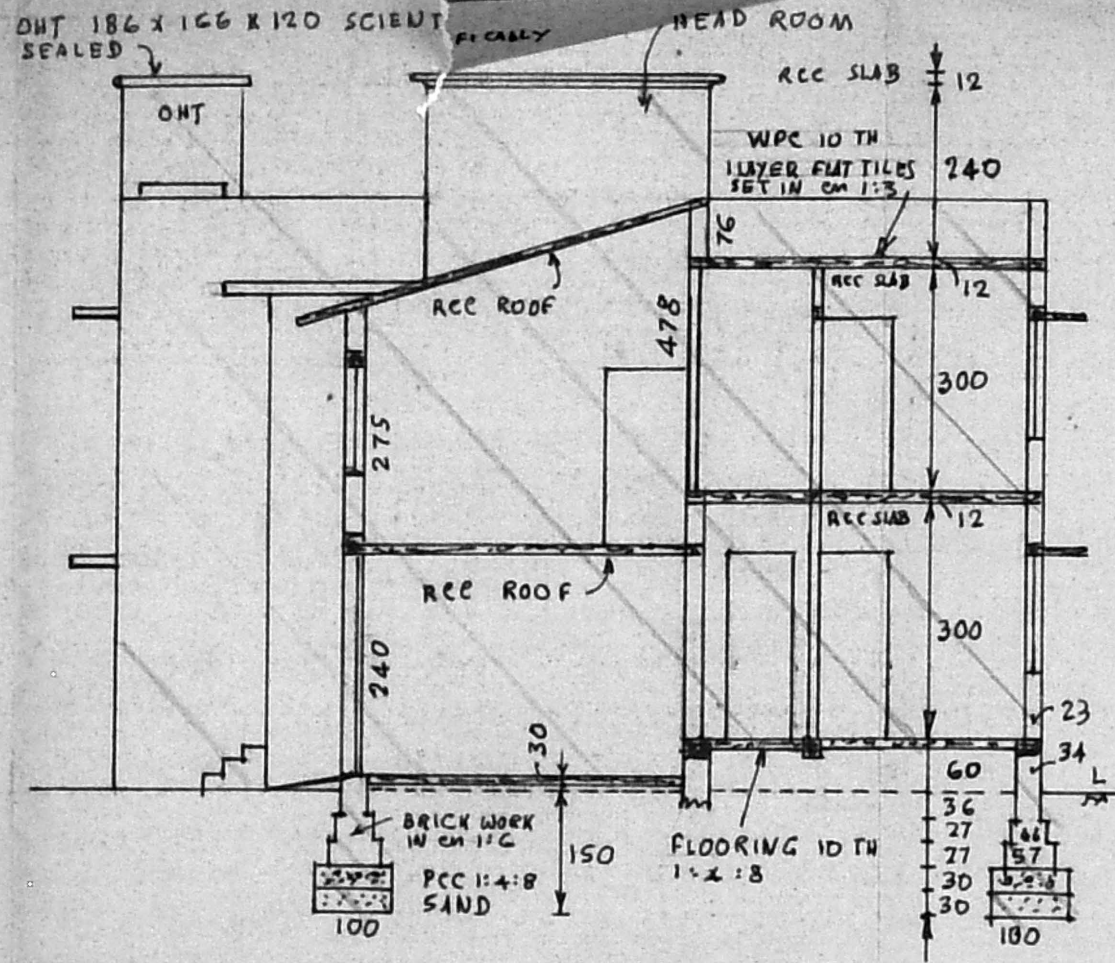 OHT 186 X 166 X 120 SCIENT FICABLY
SEALED
HEAD ROOM
RCC SLAB 12
OHT
WPC 10 TH
1 LAYER FLAT TILES
SET IN cm 1:3
240
76
RCC SLAB 12
RCC ROOF
478
300
275
RCC SLAB 12
RCC ROOF
300
240
23
30
34
60
L
36
BRICK WORK
IN cm 1:6
27
46
150
FLOORING 10 TH
27
57
PCC 1:4:8
30
SAND
30
100
100